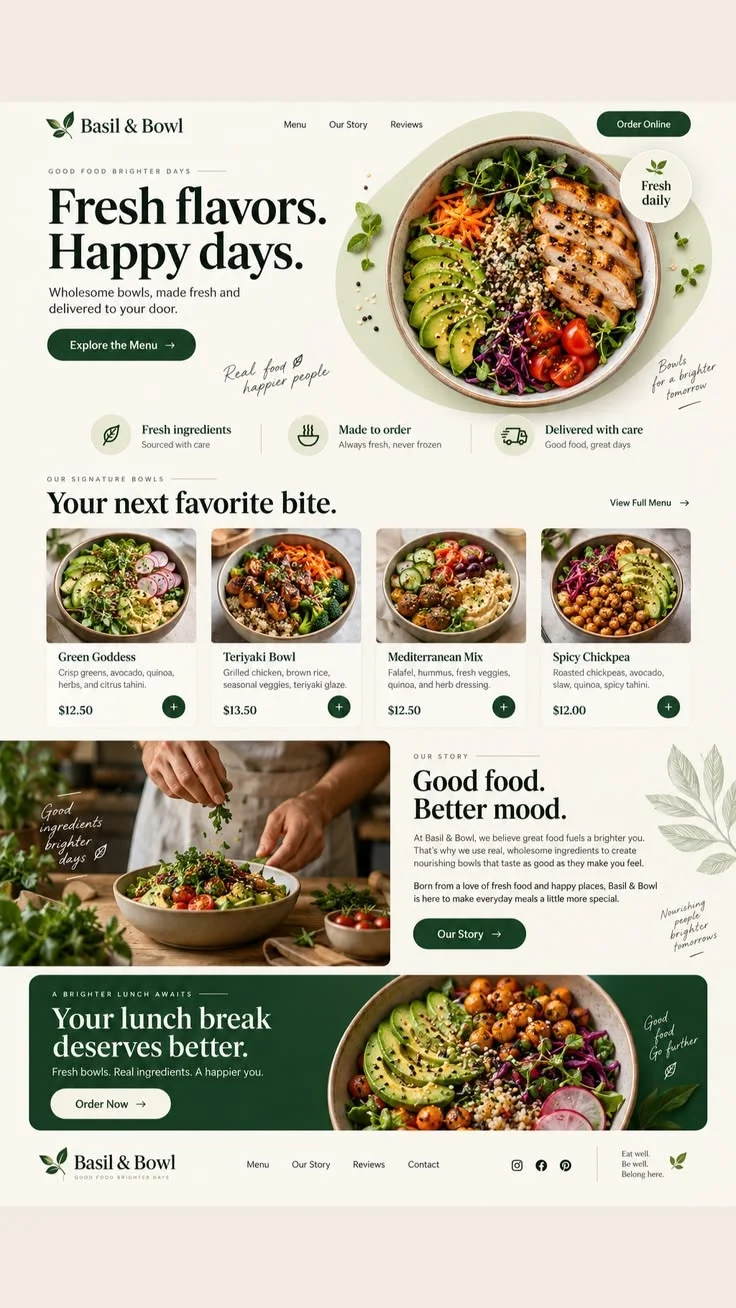 Basil & Bowl
Menu
Our Story
Reviews
Order Online
GOOD FOOD BRIGHTER DAYS
Fresh flavors.
Happy days.
Wholesome bowls, made fresh and
delivered to your door.
Explore the Menu
Real food
happier people
Fresh
daily
Bowls
for a brighter
tomorrow
Fresh ingredients
Sourced with care
Made to order
Always fresh, never frozen
Delivered with care
Good food, great days
OUR SIGNATURE BOWLS
Your next favorite bite.
View Full Menu
Green Goddess
Crisp greens, avocado, quinoa,
herbs, and citrus tahini.
$12.50
Teriyaki Bowl
Grilled chicken, brown rice,
seasonal veggies, teriyaki glaze.
$13.50
Mediterranean Mix
Falafel, hummus, fresh veggies,
quinoa, and herb dressing.
$12.50
Spicy Chickpea
Roasted chickpeas, avocado,
slaw, quinoa, spicy tahini.
$12.00
Good
ingredients
brighter
days
OUR STORY
Good food.
Better mood.
At Basil & Bowl, we believe great food fuels a brighter you.
That's why we use real, wholesome ingredients to create
nourishing bowls that taste as good as they make you feel.
Born from a love of fresh food and happy places, Basil & Bowl
is here to make everyday meals a little more special.
Our Story
Nourishing
people
brighter
tomorrows
A BRIGHTER LUNCH AWAITS
Your lunch break
deserves better.
Fresh bowls. Real ingredients. A happier you.
Order Now
Good
food
Go further
Basil & Bowl
GOOD FOOD BRIGHTER DAYS
Menu
Our Story
Reviews
Contact
Eat well.
Be well.
Belong here.